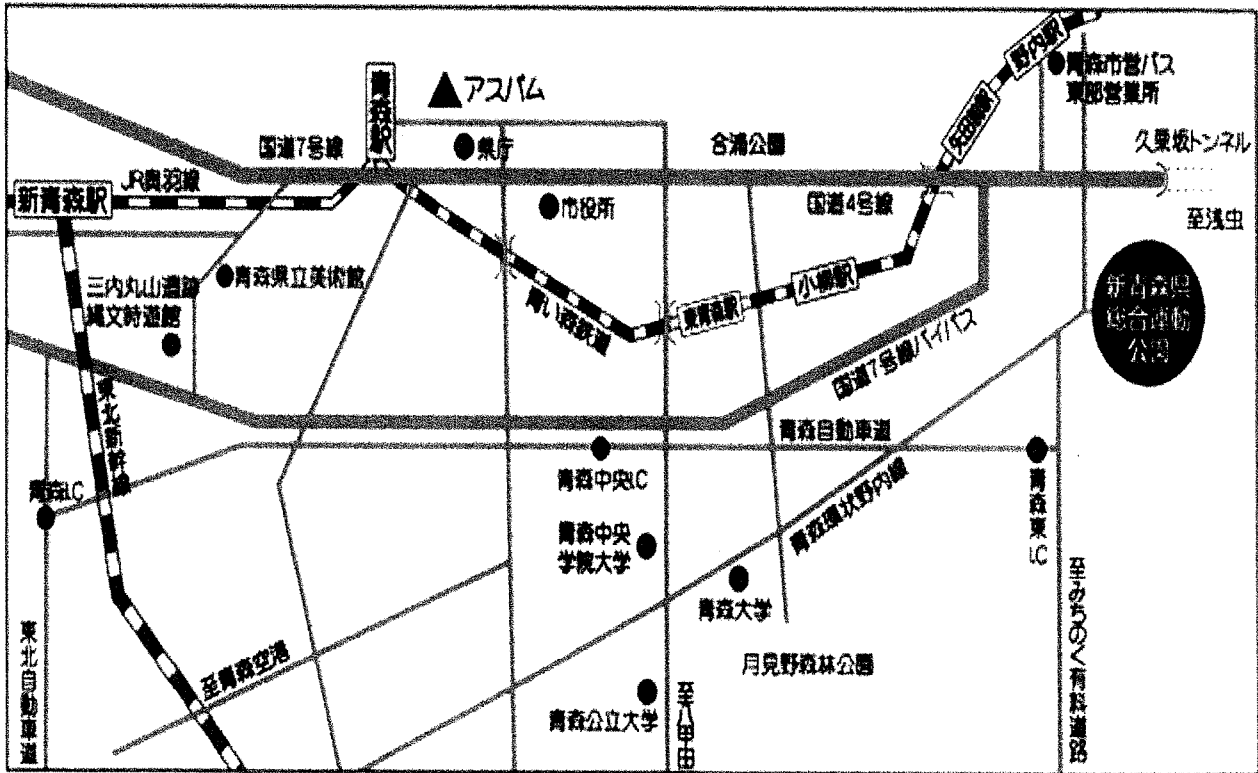 野内駅
青森市営バス
東部営業所
青森駅
アスパム
国道7号線
県庁
合浦公園
矢田前駅
久栗坂トンネル
JR奥羽線
新青森駅
市役所
国道4号線
至浅虫
三内丸山遺跡
縄文時遊館
青森県立美術館
青い森鉄道
東青森駅
小柳駅
新青森県
総合運動
公園
国道7号線バイパス
東北新幹線
青森自動車道
青森I.C
青森中央I.C
青森環状野内線
青森東I.C
青森中央
学院大学
青森大学
東北自動車道
至青森空港
月見野森林公園
至みちのく有料道路
青森公立大学
至八甲田